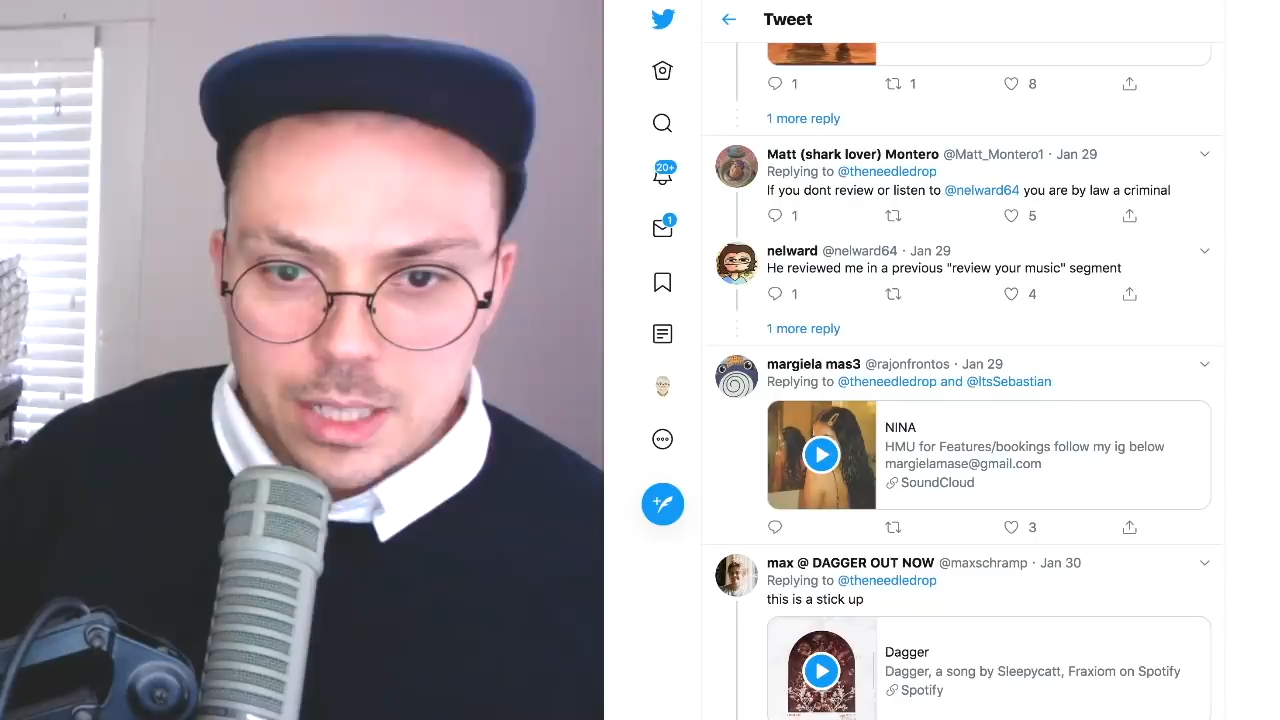 Tweet
1
1
8
1 more reply
20+
1
Matt (shark lover) Montero @Matt_Montero1 · Jan 29
Replying to @theneedledrop
If you dont review or listen to @nelward64 you are by law a criminal
1
5
nelward @nelward64 · Jan 29
He reviewed me in a previous "review your music" segment
1
4
1 more reply
margiela mas3 @rajonfrontos · Jan 29
Replying to @theneedledrop and @ItsSebastian
NINA
HMU for Features/bookings follow my ig below
margielamase@gmail.com
SoundCloud
3
max @ DAGGER OUT NOW @maxschramp · Jan 30
Replying to @theneedledrop
this is a stick up
Dagger
Dagger, a song by Sleepycatt, Fraxiom on Spotify
Spotify